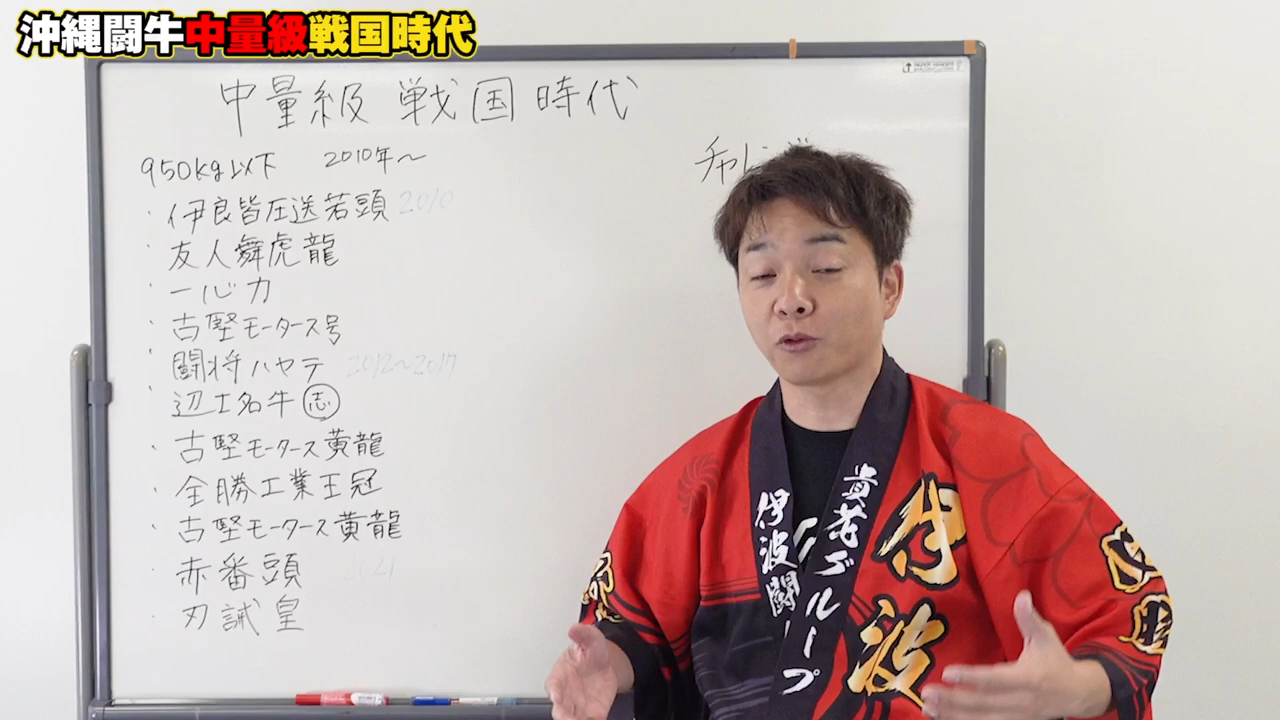 沖縄闘牛中量級戦国時代
中量級 戦国時代
950kg以下 2010年～
・伊良皆圧送若頭 2010
・友人舞虎龍
・一心力
・古堅モータース号
・闘将ハヤテ 2012～2017
・辺土名牛 志
・古堅モータース黄龍
・全勝工業王冠
・古堅モータース黄龍
・赤番頭 2021
・刃誠皇
チャレ
貴花グループ
伊波闘
伊波